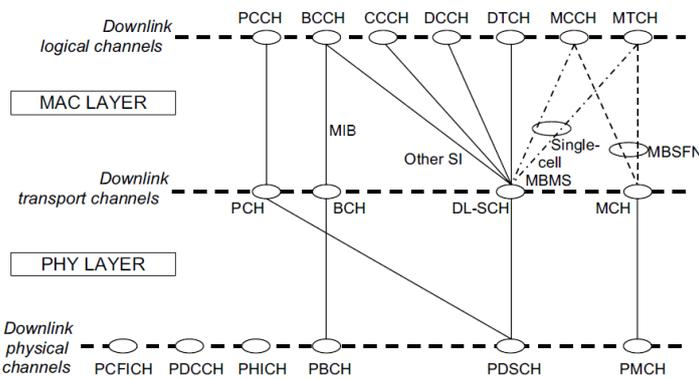 PCCH BCCH CCCH DCCH DTCH MCCH MTCH
Downlink
logical channels
MAC LAYER
MIB
Other SI
Single-
cell
MBMS
MBSFN
Downlink
transport channels
PCH BCH DL-SCH MCH
PHY LAYER
Downlink
physical
channels
PCFICH PDCCH PHICH PBCH PDSCH PMCH